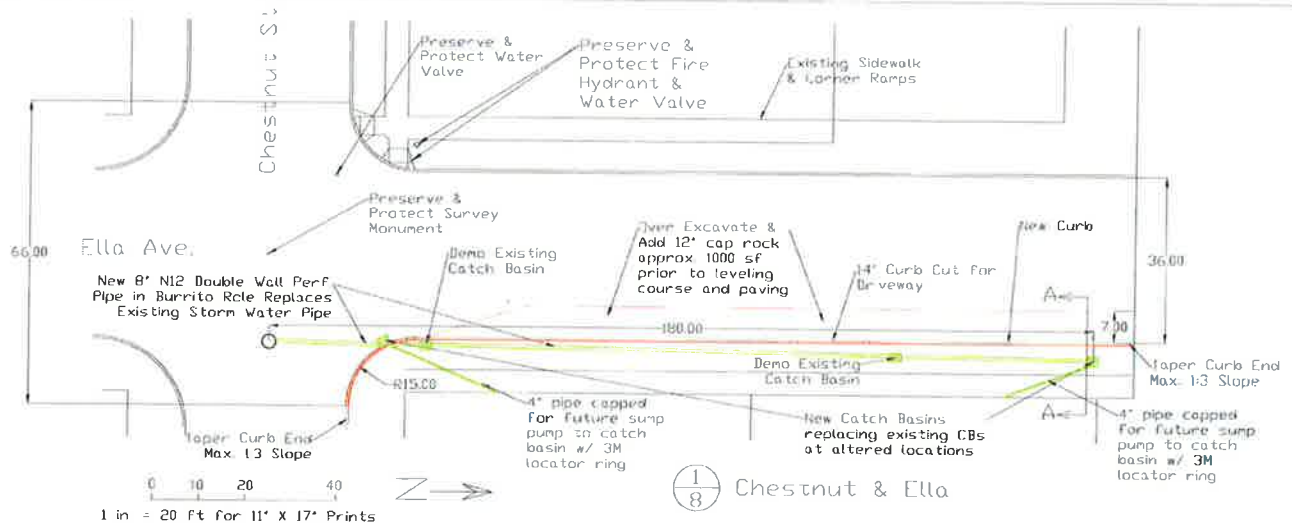 Chestnut S
Preserve &
Protect Water
Valve
Preserve &
Protect Fire
Hydrant &
Water Valve
Existing Sidewalk
& Corner Ramps
Preserve &
Protect Survey
Monument
66.00
Ella Ave.
36.00
New 8" N12 Double Wall Perf
Pipe in Burrito Role Replaces
Existing Storm Water Pipe
Demo Existing
Catch Basin
Over Excavate &
Add 12" cap rock
approx 1000 sf
prior to leveling
course and paving
New Curb
14" Curb Cut for
Driveway
A
180.00
7.00
R15.00
Demo Existing
Catch Basin
Taper Curb End
Max. 1:3 Slope
Taper Curb End
Max. 1:3 Slope
4" pipe capped
for future sump
pump to catch
basin w/ 3M
locator ring
New Catch Basins
replacing existing CBs
at altered locations
A
4" pipe capped
for future sump
pump to catch
basin w/ 3M
locator ring
0 10 20 40
1 in = 20 ft for 11" X 17" Prints
Z
1
8
Chestnut & Ella